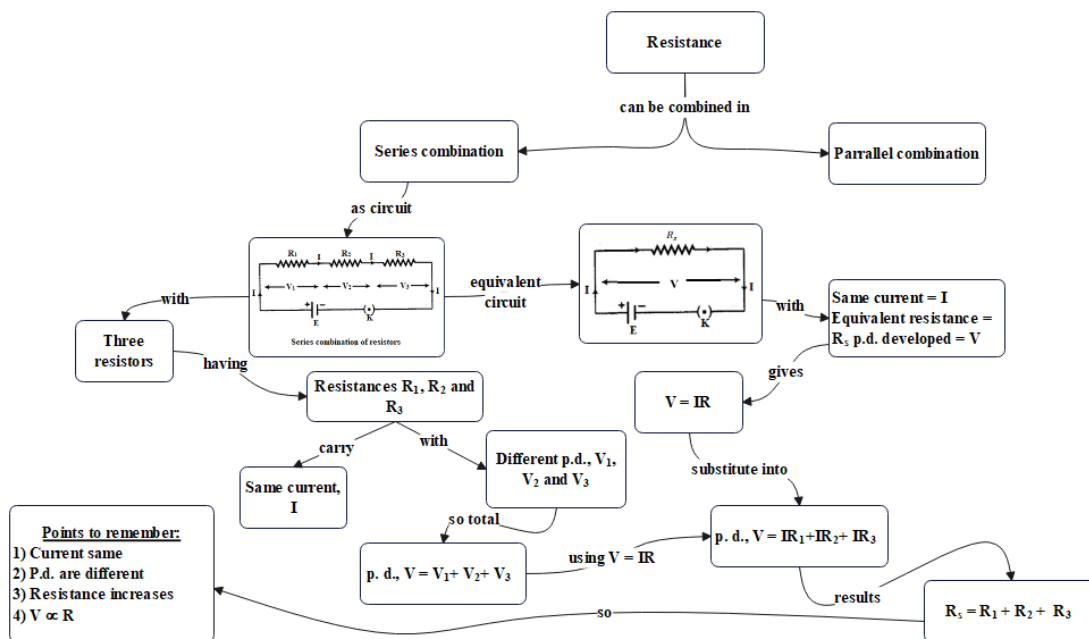 Resistance
can be combined in
Series combination
Parrallel combination
as circuit
R₁ I R₂ I R₃
V₁ V₂ V₃
I I
+ −
E K
Series combination of resistors
equivalent
circuit
Rₛ
V
I I
+ −
E K
with
Same current = I
Equivalent resistance =
Rₛ p.d. developed = V
with
Three
resistors
having
Resistances R₁, R₂ and
R₃
gives
V = IR
carry
with
Same current,
I
Different p.d., V₁,
V₂ and V₃
substitute into
so total
p. d., V = V₁+ V₂+ V₃
using V = IR
p. d., V = IR₁+IR₂+ IR₃
results
Rₛ = R₁ + R₂ + R₃
so
Points to remember:
1) Current same
2) P.d. are different
3) Resistance increases
4) V ∝ R